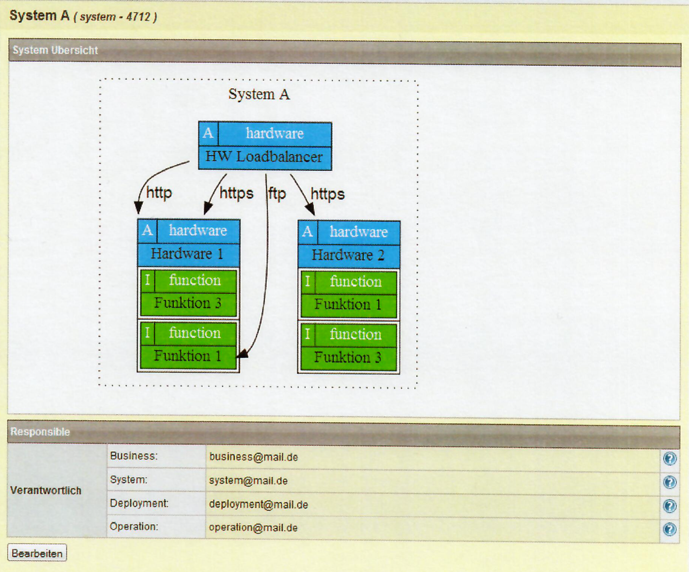 System A ( system - 4712 )
System Übersicht
System A
A hardware
HW Loadbalancer
http https ftp https
A hardware
Hardware 1
I function
Funktion 3
I function
Funktion 1
A hardware
Hardware 2
I function
Funktion 1
I function
Funktion 3
Responsible
Verantwortlich
Business: business@mail.de
System: system@mail.de
Deployment: deployment@mail.de
Operation: operation@mail.de
Bearbeiten